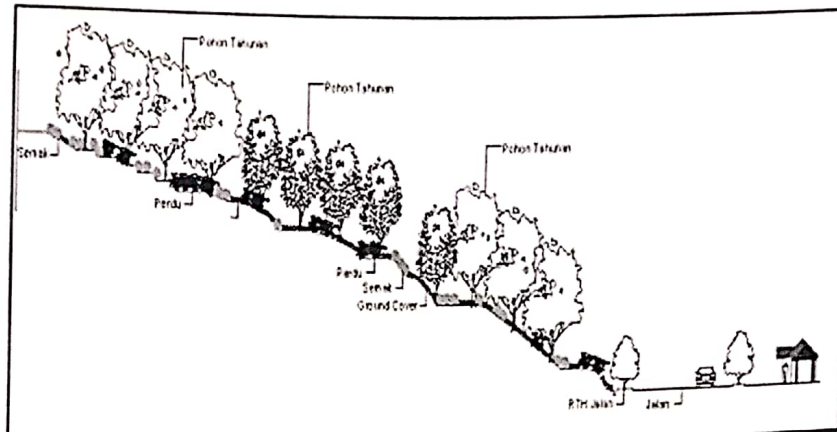 Pohon Tahunan
Pohon Tahunan
Pohon Tahunan
Semak
Perdu
Perdu
Semak
Ground Cover
RTH Jalan
Jalan